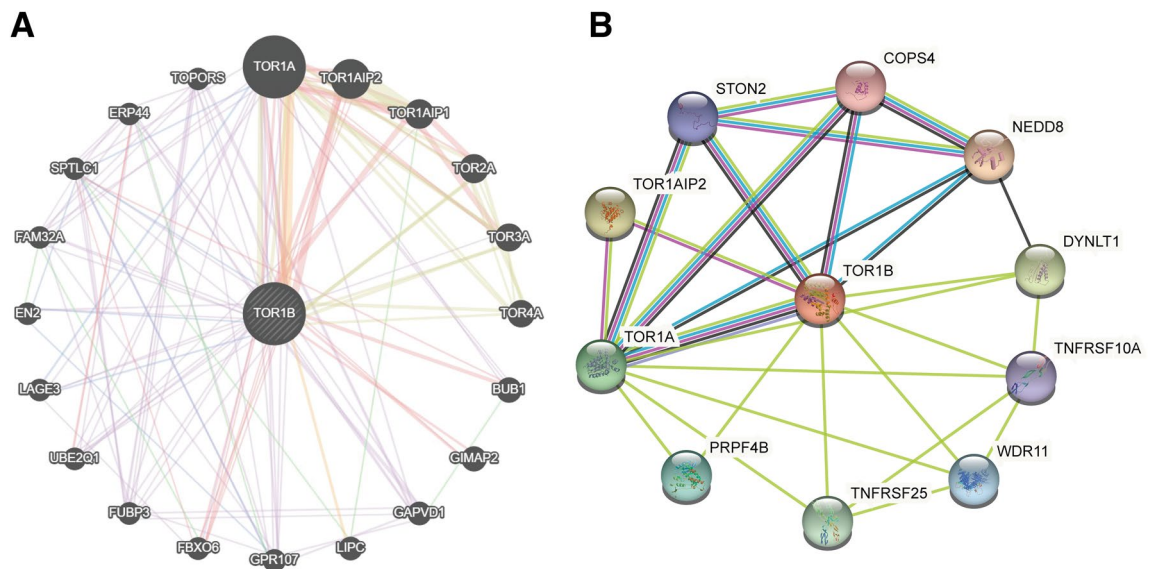 A
TOR1A
TOR1AIP2
TOPORS
TOR1AIP1
ERP44
TOR2A
SPTLC1
TOR3A
FAM32A
TOR4A
EN2
TOR1B
BUB1
LAGE3
GIMAP2
UBE2Q1
GAPVD1
FUBP3
LIPC
FBXO6
GPR107
B
COPS4
STON2
NEDD8
TOR1AIP2
DYNLT1
TOR1B
TOR1A
TNFRSF10A
PRPF4B
WDR11
TNFRSF25